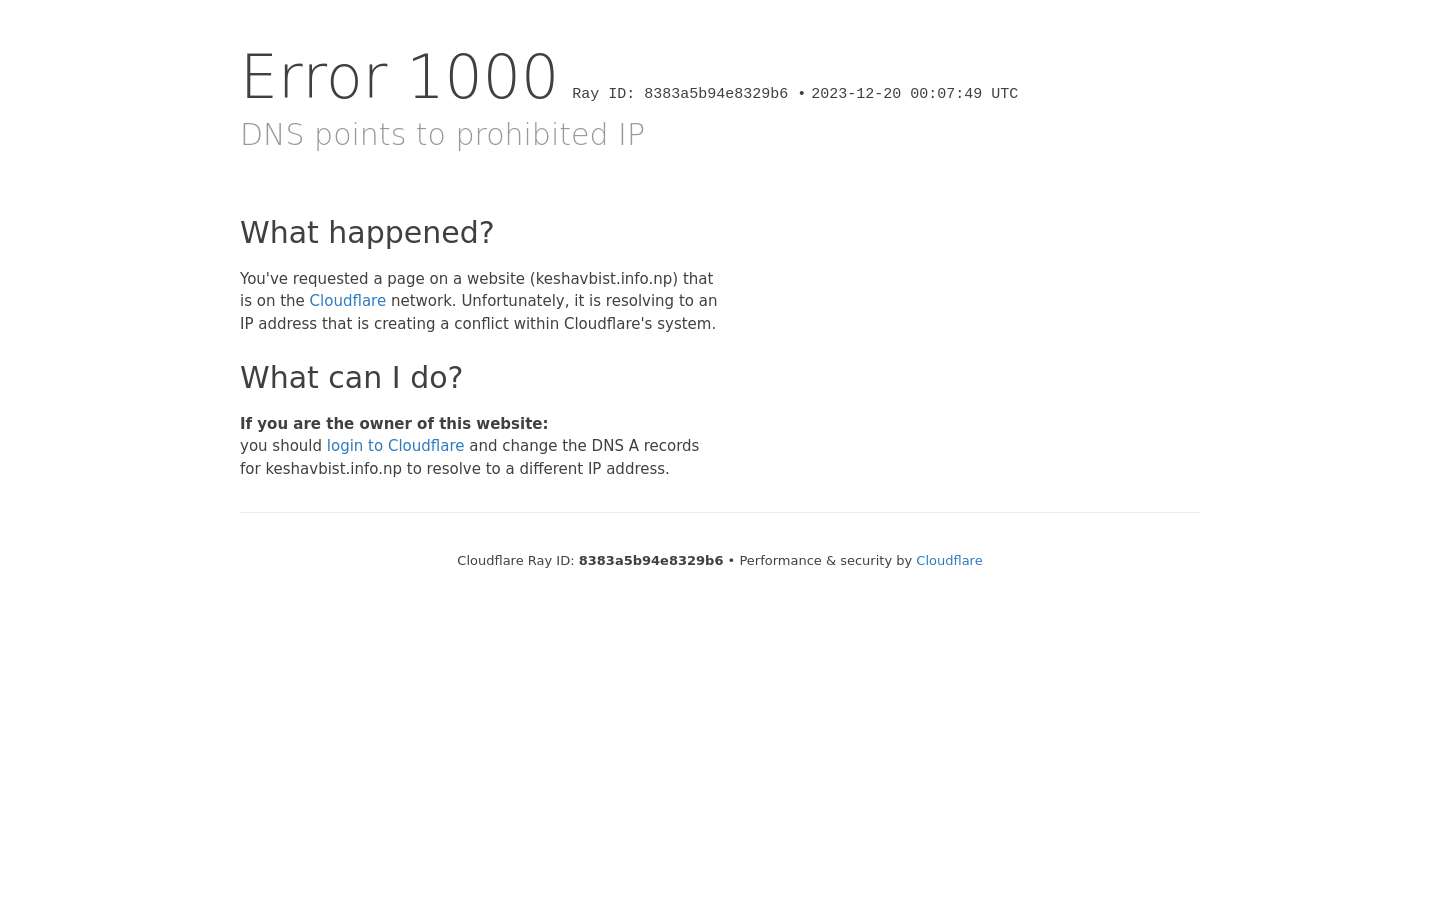 Error 1000 Ray ID: 8383a5b94e8329b6 • 2023-12-20 00:07:49 UTC
DNS points to prohibited IP
What happened?
You've requested a page on a website (keshavbist.info.np) that
is on the Cloudflare network. Unfortunately, it is resolving to an
IP address that is creating a conflict within Cloudflare's system.
What can I do?
If you are the owner of this website:
you should login to Cloudflare and change the DNS A records
for keshavbist.info.np to resolve to a different IP address.
Cloudflare Ray ID: 8383a5b94e8329b6 • Performance & security by Cloudflare